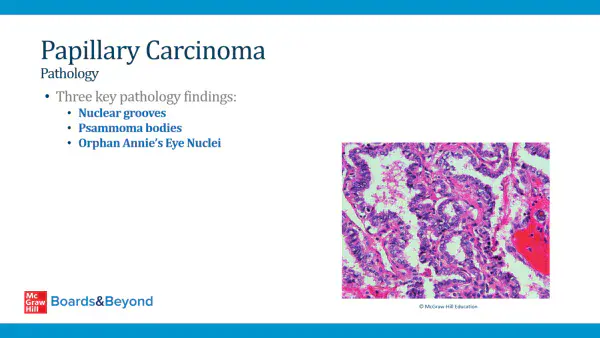 Papillary Carcinoma
Pathology
• Three key pathology findings:
• Nuclear grooves
• Psammoma bodies
• Orphan Annie's Eye Nuclei
Mc
Graw
Hill
Boards&Beyond
© McGraw Hill Education